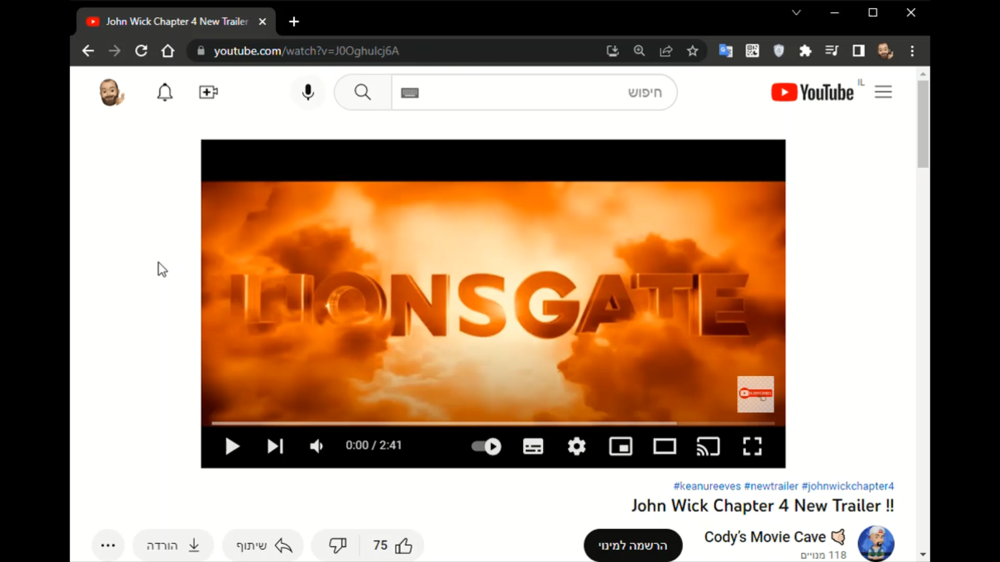 John Wick Chapter 4 New Trailer
youtube.com/watch?v=J0Oghulcj6A
חיפוש
YouTube IL
LIONSGATE
SUBSCRIBE
0:00 / 2:41
#keanureeves #newtrailer #johnwickchapter4
John Wick Chapter 4 New Trailer !!
Cody's Movie Cave
118 מנויים
הרשמה למינוי
75
שיתוף
הורדה